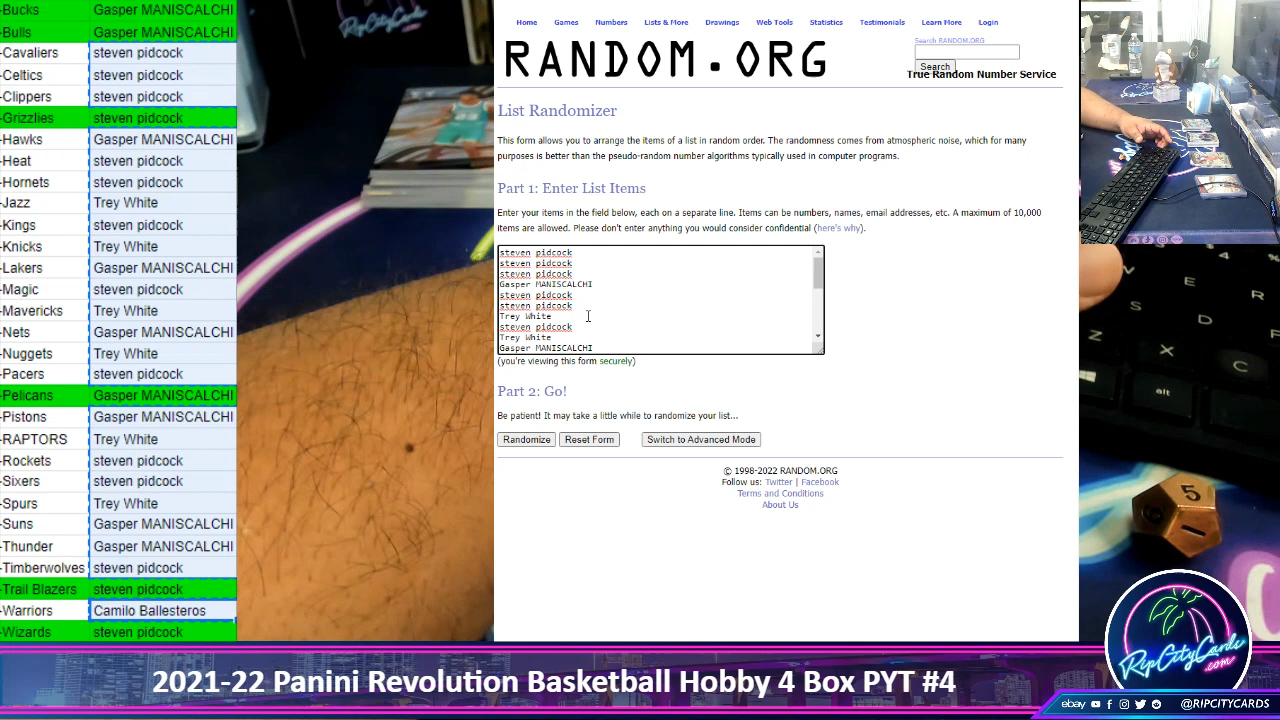 -Bucks Gasper MANISCALCHI
-Bulls Gasper MANISCALCHI
-Cavaliers steven pidcock
-Celtics steven pidcock
-Clippers steven pidcock
-Grizzlies steven pidcock
-Hawks Gasper MANISCALCHI
-Heat steven pidcock
-Hornets steven pidcock
-Jazz Trey White
-Kings steven pidcock
-Knicks Trey White
-Lakers Gasper MANISCALCHI
-Magic steven pidcock
-Mavericks Trey White
-Nets Gasper MANISCALCHI
-Nuggets Trey White
-Pacers steven pidcock
-Pelicans Gasper MANISCALCHI
-Pistons Gasper MANISCALCHI
-RAPTORS Trey White
-Rockets steven pidcock
-Sixers steven pidcock
-Spurs Trey White
-Suns Gasper MANISCALCHI
-Thunder Gasper MANISCALCHI
-Timberwolves steven pidcock
-Trail Blazers steven pidcock
-Warriors Camilo Ballesteros
-Wizards steven pidcock
RIPCITYCARDS
Home Games Numbers Lists & More Drawings Web Tools Statistics Testimonials Learn More Login
Search RANDOM.ORG
RANDOM.ORG
Search
True Random Number Service
List Randomizer
This form allows you to arrange the items of a list in random order. The randomness comes from atmospheric noise, which for many
purposes is better than the pseudo-random number algorithms typically used in computer programs.
Part 1: Enter List Items
Enter your items in the field below, each on a separate line. Items can be numbers, names, email addresses, etc. A maximum of 10,000
items are allowed. Please don't enter anything you would consider confidential (here's why).
steven pidcock
steven pidcock
steven pidcock
Gasper MANISCALCHI
steven pidcock
steven pidcock
Trey White
steven pidcock
Trey White
Gasper MANISCALCHI
(you're viewing this form securely)
Part 2: Go!
Be patient! It may take a little while to randomize your list...
Randomize Reset Form Switch to Advanced Mode
© 1998-2022 RANDOM.ORG
Follow us: Twitter | Facebook
Terms and Conditions
About Us
Z
X
C
alt
5
RipCityCards
.com
2021-22 Panini Revolution Basketball Hobby 4 Box PYT #4
ebay @RIPCITYCARDS